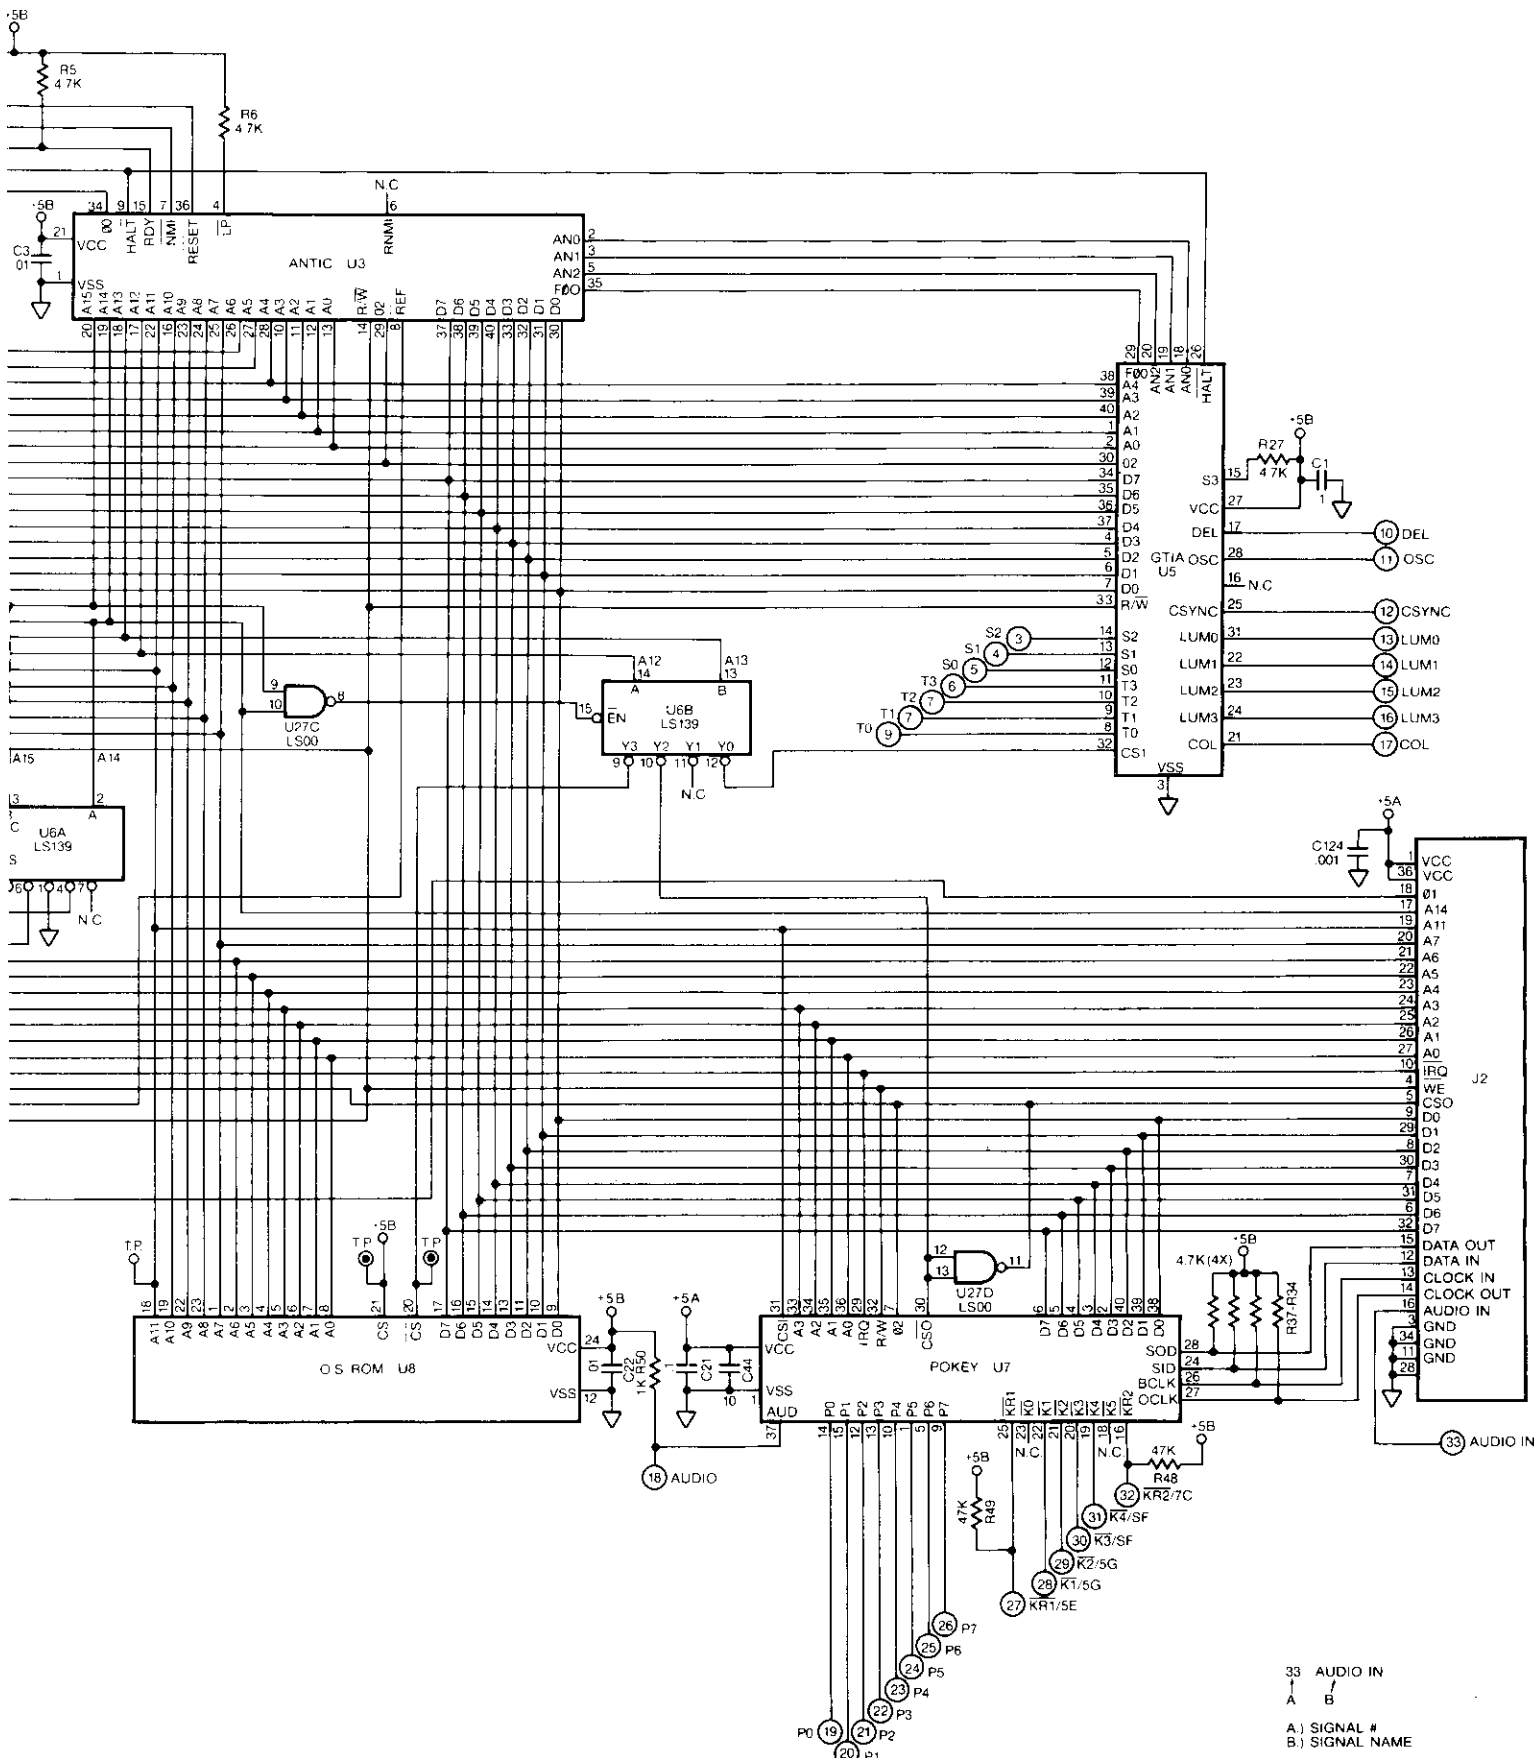 +5B
R5
4.7K
R6
4.7K
N.C
+5B
C3
.01
34 9 15 7 36 4 6
Ø0 HALT RDY NMI RESET LP RNMI
21 VCC
1 VSS
ANTIC U3
AN0 2
AN1 3
AN2 5
FØ0 35
A15 A14 A13 A12 A11 A10 A9 A8 A7 A6 A5 A4 A3 A2 A1 A0 R/W 02 REF D7 D6 D5 D4 D3 D2 D1 D0
20 19 18 17 22 16 23 24 25 26 27 28 10 11 12 13 14 29 8 37 38 39 40 33 32 31 30
29 20 19 18 26
FØ0 AN2 AN1 AN0 HALT
38 A4
39 A3
40 A2
1 A1
2 A0
30 02
34 D7
35 D6
36 D5
37 D4
4 D3
5 D2
6 D1
7 D0
33 R/W
14 S2
13 S1
12 S0
11 T3
10 T2
9 T1
8 T0
32 CS1
GTIA
U5
S3 15
VCC 27
DEL 17
OSC 28
16 N.C
CSYNC 25
LUM0 31
LUM1 22
LUM2 23
LUM3 24
COL 21
VSS
3
+5B
R27
4.7K
C1
.1
10 DEL
11 OSC
12 CSYNC
13 LUM0
14 LUM1
15 LUM2
16 LUM3
17 COL
S2 3
S1 4
S0 5
T3 6
T2 7
T1 7
T0 9
9
10
8
U27C
LS00
A12
14
A
A13
13
B
15 EN
U6B
LS139
Y3 Y2 Y1 Y0
9 10 11 12
N.C
A15
A14
3 2
C A
U6A
LS139
S
6 1 4 7
N.C
+5A
C124
.001
1 VCC
36 VCC
18 Ø1
17 A14
19 A11
20 A7
21 A6
22 A5
23 A4
24 A3
25 A2
26 A1
27 A0
10 IRQ
4 WE
5 CSO
9 D0
29 D1
8 D2
30 D3
7 D4
31 D5
6 D6
32 D7
15 DATA OUT
12 DATA IN
13 CLOCK IN
14 CLOCK OUT
16 AUDIO IN
3 GND
34 GND
11 GND
28
J2
T.P.
+5B
T.P.
T.P.
18 19 22 23 1 2 3 4 5 6 7 8 21 20 17 16 15 14 13 11 10 9
A11 A10 A9 A8 A7 A6 A5 A4 A3 A2 A1 A0 CS CS D7 D6 D5 D4 D3 D2 D1 D0
O.S ROM U8
VCC 24
VSS 12
+5B
.01
C22
1K R50
+5A
.1
C21
C44
12
13
11
U27D
LS00
31 33 34 35 36 29 32 7 30 6 5 4 3 2 40 39 38
CSI A3 A2 A1 A0 IRQ R/W 02 CSO D7 D6 D5 D4 D3 D2 D1 D0
VCC
VSS
10 1
AUD
37
POKEY U7
SOD 28
SID 24
BCLK 26
OCLK 27
4.7K(4X)
+5B
R37-R34
P0 P1 P2 P3 P4 P5 P6 P7 KR1 K0 K1 K2 K3 K4 K5 KR2
14 15 12 13 10 1 5 9 25 23 22 21 20 19 18 16
N.C.
N.C.
18 AUDIO
+5B
47K
R49
47K
R48
+5B
33 AUDIO IN
32 KR2/7C
31 K4/SF
30 K3/SF
29 K2/5G
28 K1/5G
27 KR1/5E
26 P7
25 P6
24 P5
23 P4
22 P3
21 P2
P0 19
20 P1
33 AUDIO IN
A B
A.) SIGNAL #
B.) SIGNAL NAME